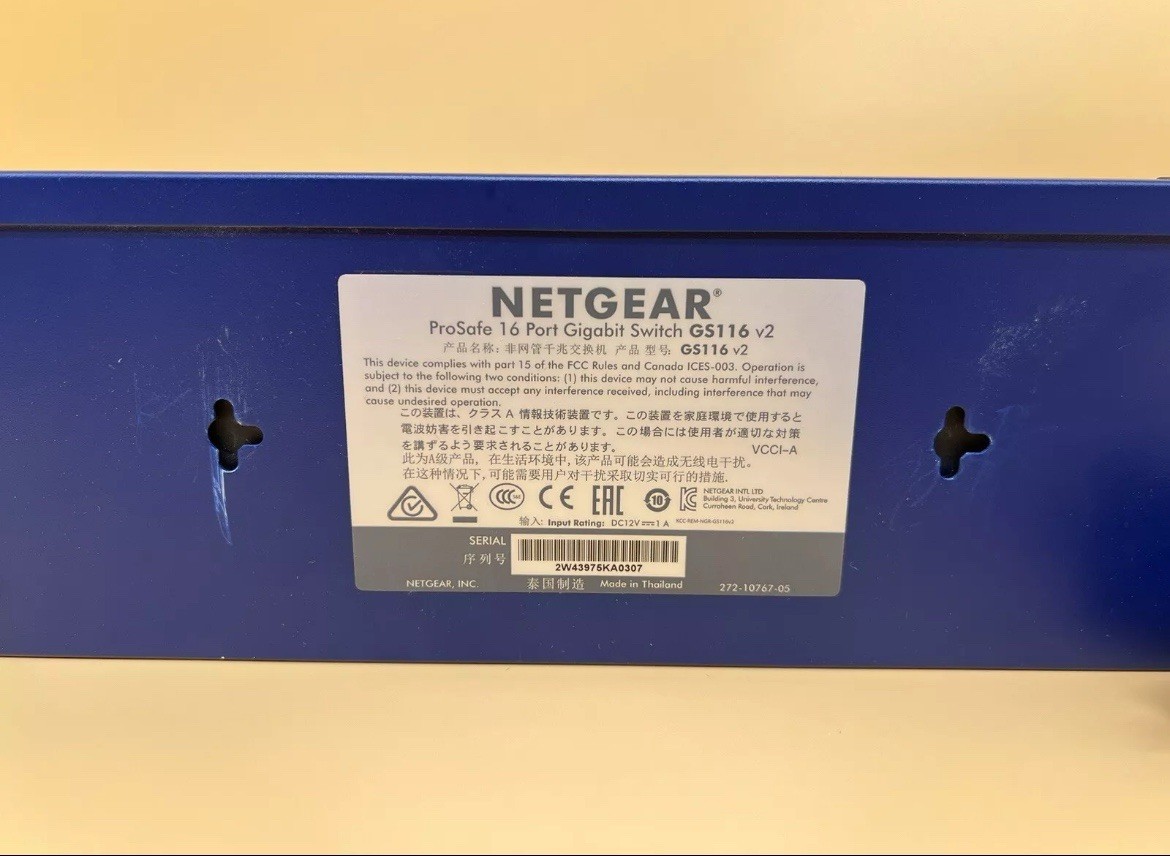 NETGEAR®
ProSafe 16 Port Gigabit Switch GS116 v2
产品名称: 非网管千兆交换机 产品 型号: GS116 v2
This device complies with part 15 of the FCC Rules and Canada ICES-003. Operation is
subject to the following two conditions: (1) this device may not cause harmful interference,
and (2) this device must accept any interference received, including interference that may
cause undesired operation.
この装置は、クラス A 情報技術装置です。この装置を家庭環境で使用すると
電波妨害を引き起こすことがあります。この場合には使用者が適切な対策
を講ずるよう要求されることがあります。 VCCI-A
此为A级产品, 在生活环境中, 该产品可能会造成无线电干扰。
在这种情况下, 可能需要用户对干扰采取切实可行的措施.
CCC CE EAC 10 NETGEAR INTL LTD
Building 3, University Technology Centre
Curraheen Road, Cork, Ireland
输入: Input Rating: DC12V⎓1 A
SERIAL
序列号
2W43975KA0307
NETGEAR, INC. 泰国制造 Made in Thailand 272-10767-05